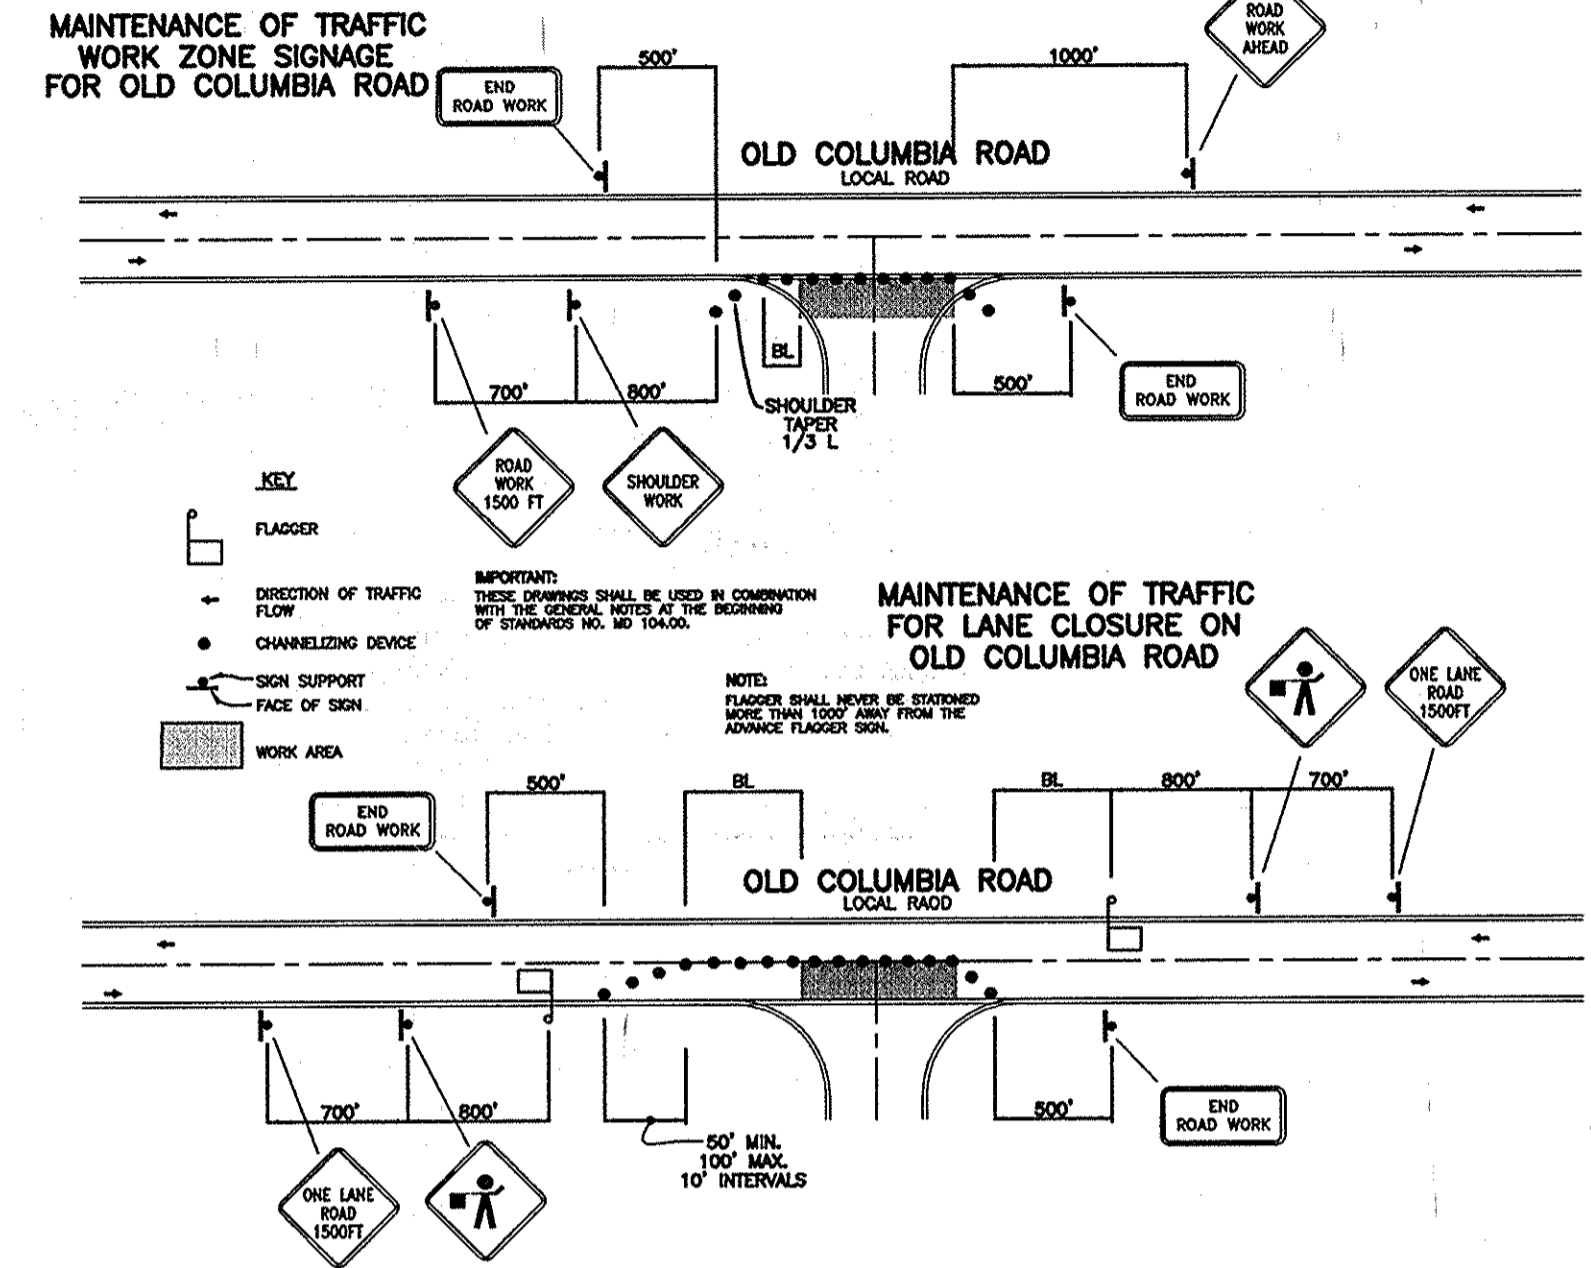 MAINTENANCE OF TRAFFIC
WORK ZONE SIGNAGE
FOR OLD COLUMBIA ROAD
END
ROAD WORK
500'
1000'
ROAD
WORK
AHEAD
OLD COLUMBIA ROAD
LOCAL ROAD
700'
800'
BL
SHOULDER
TAPER
1/3 L
500'
END
ROAD WORK
ROAD
WORK
1500 FT
SHOULDER
WORK
KEY
FLAGGER
DIRECTION OF TRAFFIC
FLOW
CHANNELIZING DEVICE
SIGN SUPPORT
FACE OF SIGN
WORK AREA
IMPORTANT:
THESE DRAWINGS SHALL BE USED IN COMBINATION
WITH THE GENERAL NOTES AT THE BEGINNING
OF STANDARDS NO. MD 104.00.
MAINTENANCE OF TRAFFIC
FOR LANE CLOSURE ON
OLD COLUMBIA ROAD
NOTE:
FLAGGER SHALL NEVER BE STATIONED
MORE THAN 1000' AWAY FROM THE
ADVANCE FLAGGER SIGN.
ONE LANE
ROAD
1500FT
END
ROAD WORK
500'
BL
BL
800'
700'
OLD COLUMBIA ROAD
LOCAL RAOD
700'
800'
50' MIN.
100' MAX.
10' INTERVALS
500'
END
ROAD WORK
ONE LANE
ROAD
1500FT